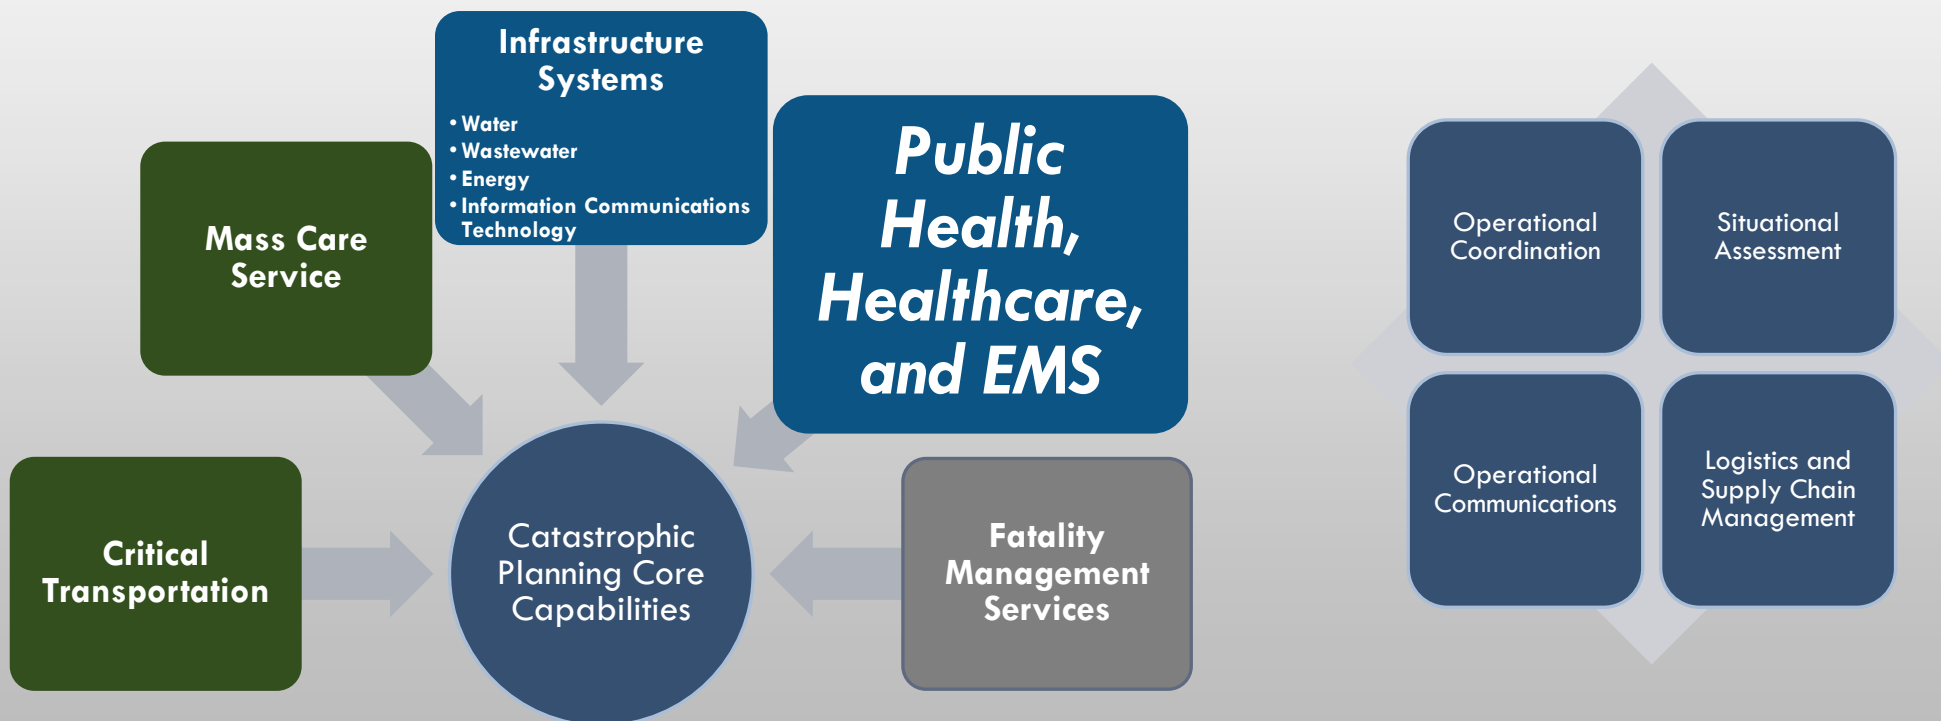 Infrastructure
Systems
• Water
• Wastewater
• Energy
• Information Communications
Technology
Public
Health,
Healthcare,
and EMS
Mass Care
Service
Critical
Transportation
Catastrophic
Planning Core
Capabilities
Fatality
Management
Services
Operational
Coordination
Situational
Assessment
Operational
Communications
Logistics and
Supply Chain
Management